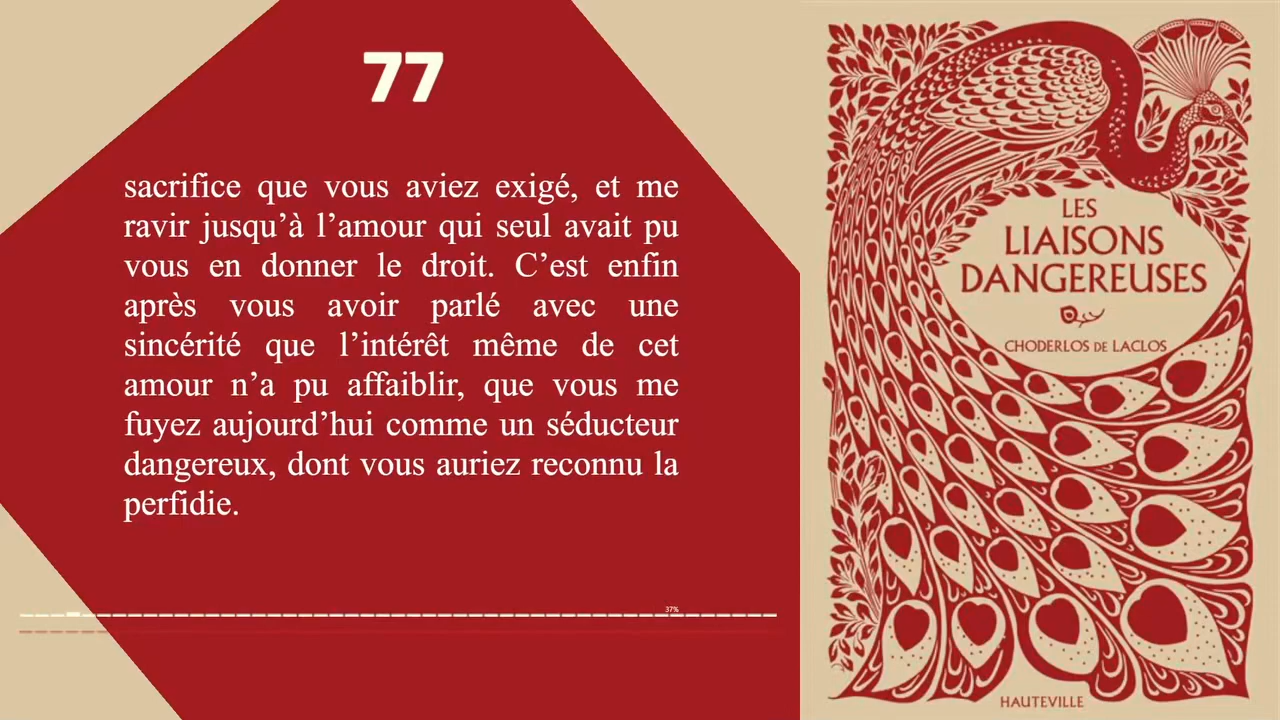 77
sacrifice que vous aviez exigé, et me
ravir jusqu’à l’amour qui seul avait pu
vous en donner le droit. C’est enfin
après vous avoir parlé avec une
sincérité que l’intérêt même de cet
amour n’a pu affaiblir, que vous me
fuyez aujourd’hui comme un séducteur
dangereux, dont vous auriez reconnu la
perfidie.
37%
LES
LIAISONS
DANGEREUSES
CHODERLOS DE LACLOS
HAUTEVILLE